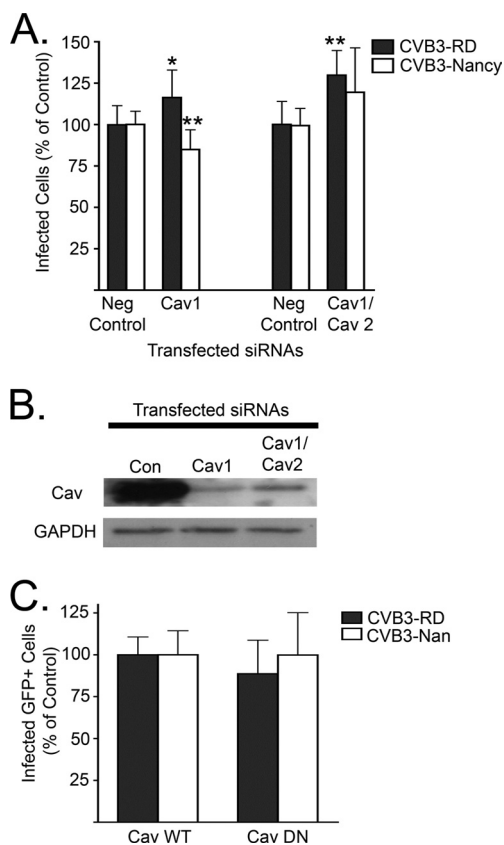 A.
CVB3-RD
CVB3-Nancy
Infected Cells (% of Control)
150
125
100
75
50
25
*
**
**
Neg
Control
Cav1
Neg
Control
Cav1/
Cav 2
Transfected siRNAs
B.
Transfected siRNAs
Con
Cav1
Cav1/
Cav2
Cav
GAPDH
C.
CVB3-RD
CVB3-Nan
Infected GFP+ Cells
(% of Control)
125
100
75
50
25
Cav WT
Cav DN